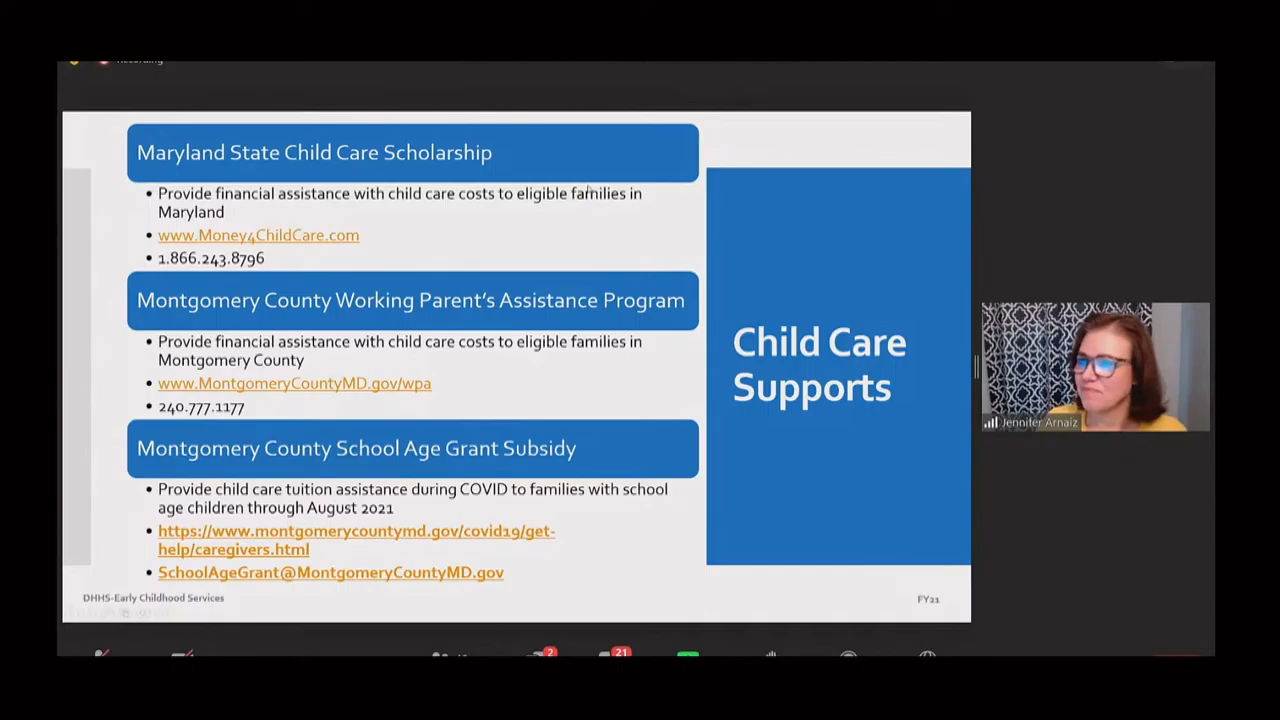 Recording
Maryland State Child Care Scholarship
• Provide financial assistance with child care costs to eligible families in
Maryland
• www.Money4ChildCare.com
• 1.866.243.8796
Montgomery County Working Parent's Assistance Program
• Provide financial assistance with child care costs to eligible families in
Montgomery County
• www.MontgomeryCountyMD.gov/wpa
• 240.777.1177
Montgomery County School Age Grant Subsidy
• Provide child care tuition assistance during COVID to families with school
age children through August 2021
• https://www.montgomerycountymd.gov/covid19/get-
help/caregivers.html
• SchoolAgeGrant@MontgomeryCountyMD.gov
DHHS-Early Childhood Services
FY21
Child Care
Supports
Jennifer Arnaiz
2
21